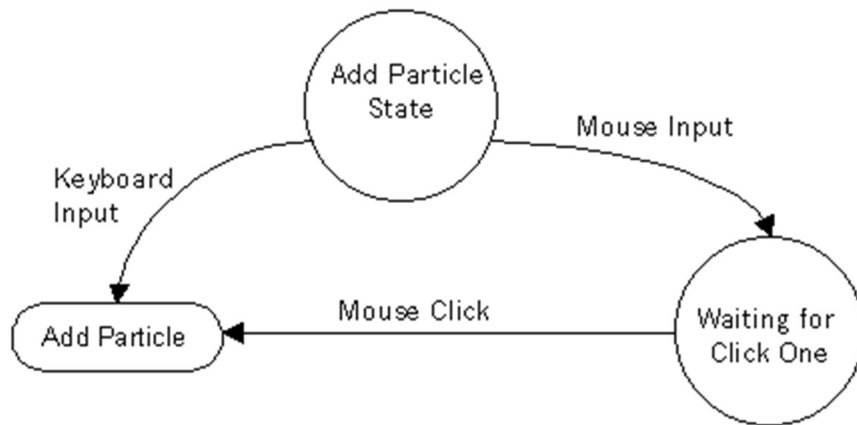 Add Particle
State
Mouse Input
Keyboard
Input
Mouse Click
Add Particle
Waiting for
Click One